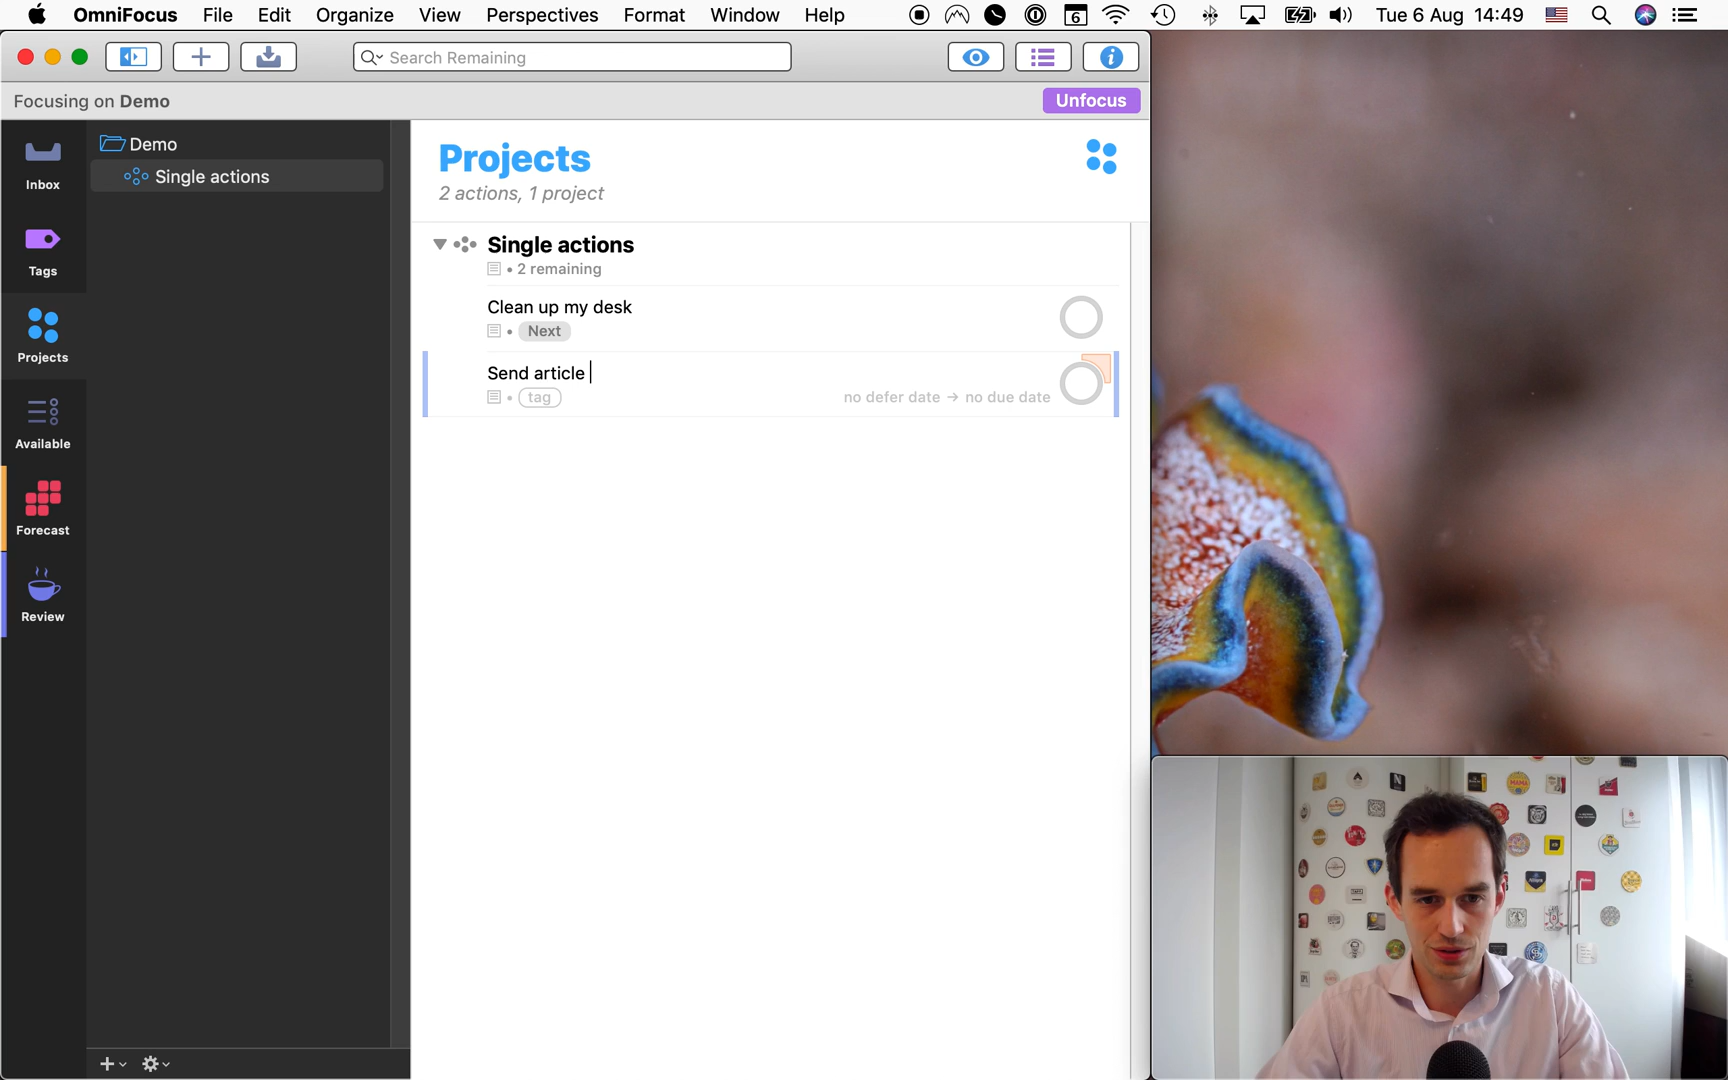 OmniFocus File Edit Organize View Perspectives Format Window Help 6 Tue 6 Aug 14:49
Search Remaining
Focusing on Demo Unfocus
Inbox
Tags
Projects
Available
Forecast
Review
Demo
Single actions
Projects
2 actions, 1 project
Single actions
• 2 remaining
Clean up my desk
• Next
Send article
• tag no defer date → no due date